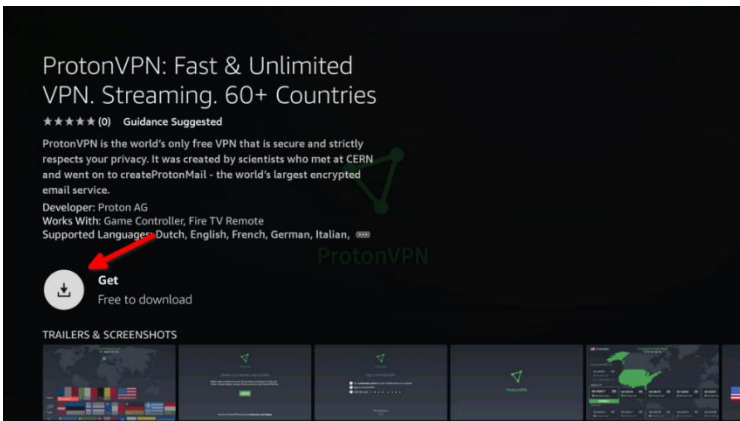 ProtonVPN: Fast & Unlimited
VPN. Streaming. 60+ Countries
(0) Guidance Suggested
ProtonVPN is the world's only free VPN that is secure and strictly
respects your privacy. It was created by scientists who met at CERN
and went on to createProtonMail - the world's largest encrypted
email service.
Developer: Proton AG
Works With: Game Controller, Fire TV Remote
Supported Languages: Dutch, English, French, German, Italian,
ProtonVPN
Get
Free to download
TRAILERS & SCREENSHOTS
ProtonVPN